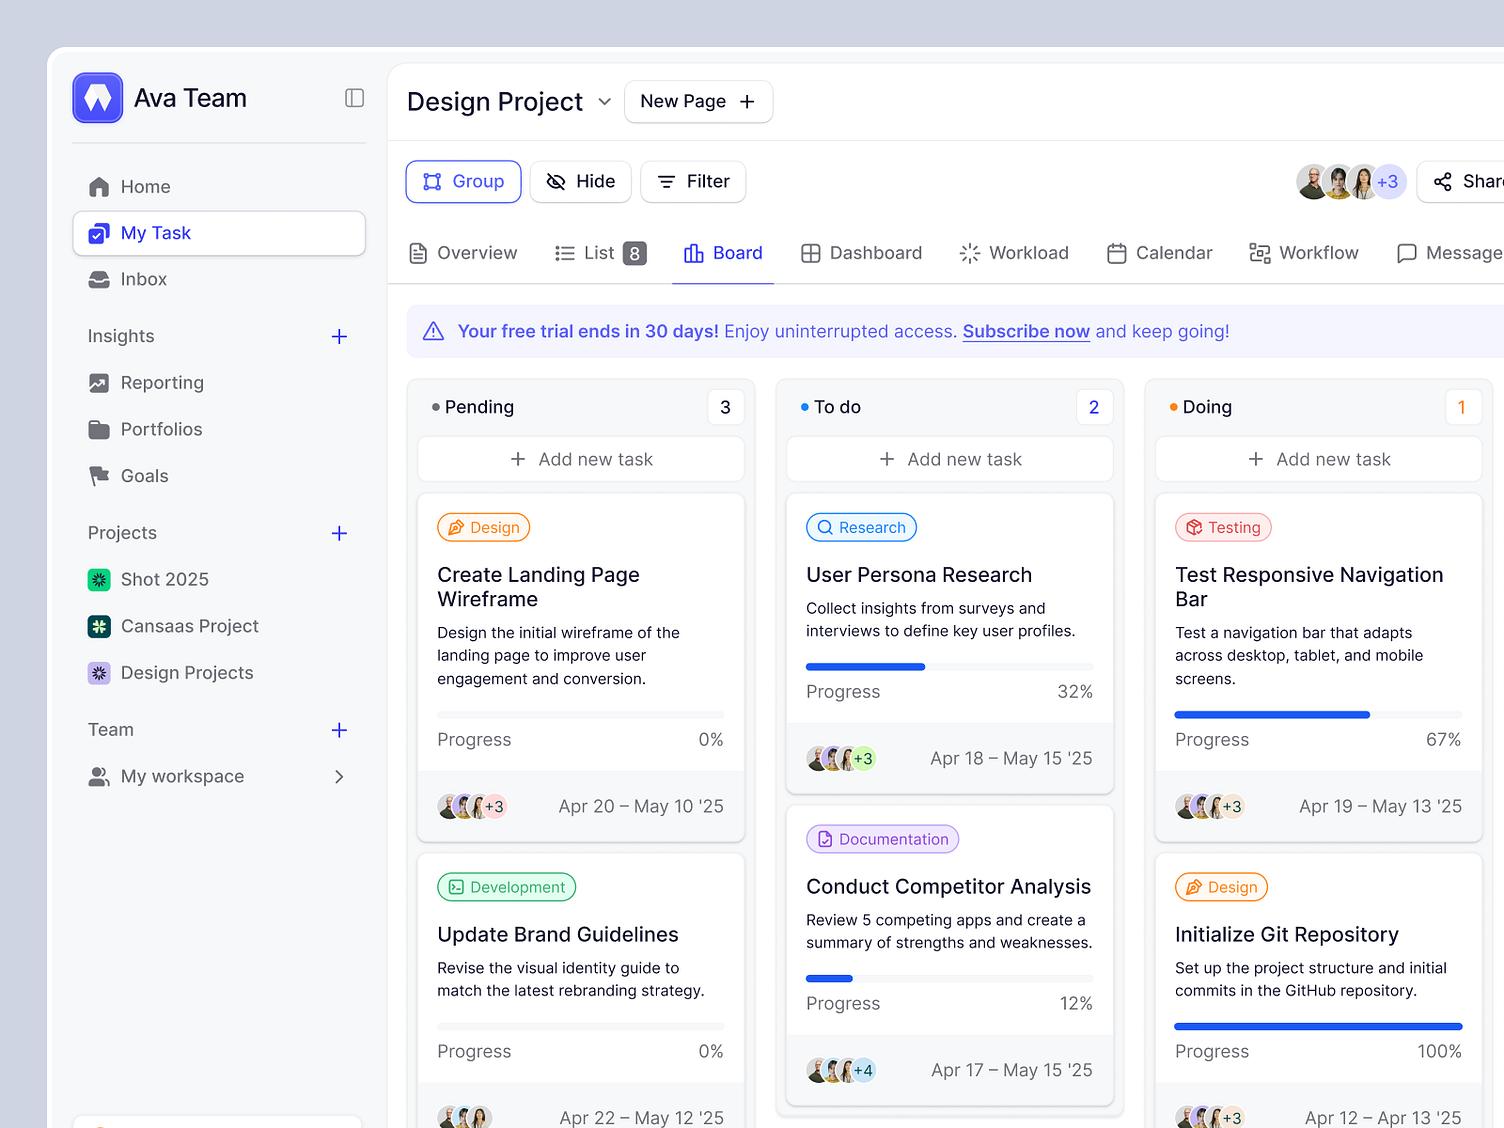 Ava Team
Home
My Task
Inbox
Insights
Reporting
Portfolios
Goals
Projects
Shot 2025
Cansaas Project
Design Projects
Team
My workspace
Design Project
New Page
Group
Hide
Filter
+3
Share
Overview
List 8
Board
Dashboard
Workload
Calendar
Workflow
Message
Your free trial ends in 30 days! Enjoy uninterrupted access. Subscribe now and keep going!
Pending
3
Add new task
Design
Create Landing Page
Wireframe
Design the initial wireframe of the
landing page to improve user
engagement and conversion.
Progress
0%
+3
Apr 20 – May 10 '25
Development
Update Brand Guidelines
Revise the visual identity guide to
match the latest rebranding strategy.
Progress
0%
Apr 22 – May 12 '25
To do
2
Add new task
Research
User Persona Research
Collect insights from surveys and
interviews to define key user profiles.
Progress
32%
+3
Apr 18 – May 15 '25
Documentation
Conduct Competitor Analysis
Review 5 competing apps and create a
summary of strengths and weaknesses.
Progress
12%
+4
Apr 17 – May 15 '25
Doing
1
Add new task
Testing
Test Responsive Navigation
Bar
Test a navigation bar that adapts
across desktop, tablet, and mobile
screens.
Progress
67%
+3
Apr 19 – May 13 '25
Design
Initialize Git Repository
Set up the project structure and initial
commits in the GitHub repository.
Progress
100%
+3
Apr 12 – Apr 13 '25